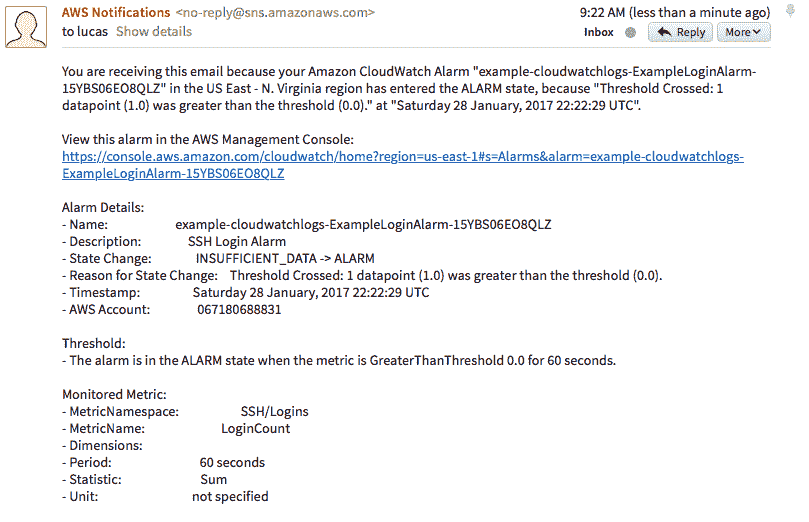 AWS Notifications <no-reply@sns.amazonaws.com> 9:22 AM (less than a minute ago)
to lucas Show details Inbox Reply More
You are receiving this email because your Amazon CloudWatch Alarm "example-cloudwatchlogs-ExampleLoginAlarm-
15YBS06EO8QLZ" in the US East - N. Virginia region has entered the ALARM state, because "Threshold Crossed: 1
datapoint (1.0) was greater than the threshold (0.0)." at "Saturday 28 January, 2017 22:22:29 UTC".
View this alarm in the AWS Management Console:
https://console.aws.amazon.com/cloudwatch/home?region=us-east-1#s=Alarms&alarm=example-cloudwatchlogs-
ExampleLoginAlarm-15YBS06EO8QLZ
Alarm Details:
- Name: example-cloudwatchlogs-ExampleLoginAlarm-15YBS06EO8QLZ
- Description: SSH Login Alarm
- State Change: INSUFFICIENT_DATA -> ALARM
- Reason for State Change: Threshold Crossed: 1 datapoint (1.0) was greater than the threshold (0.0).
- Timestamp: Saturday 28 January, 2017 22:22:29 UTC
- AWS Account: 067180688831
Threshold:
- The alarm is in the ALARM state when the metric is GreaterThanThreshold 0.0 for 60 seconds.
Monitored Metric:
- MetricNamespace: SSH/Logins
- MetricName: LoginCount
- Dimensions:
- Period: 60 seconds
- Statistic: Sum
- Unit: not specified